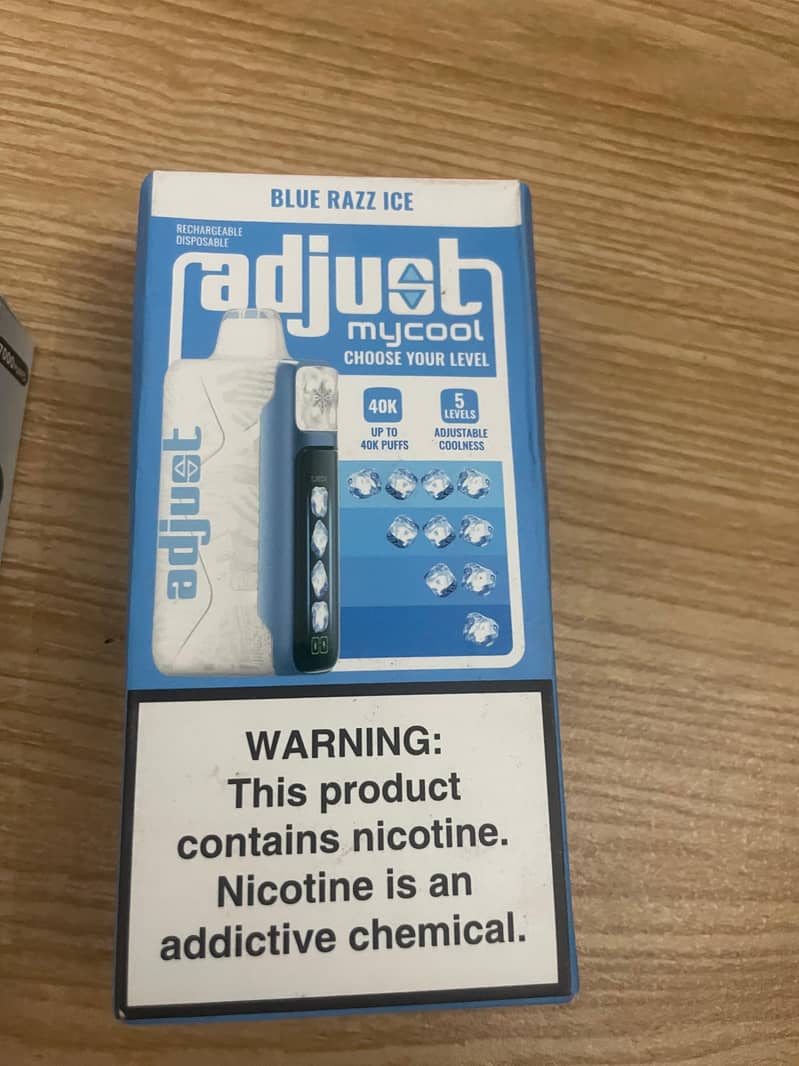 BLUE RAZZ ICE
RECHARGEABLE
DISPOSABLE
adjust
mycool
CHOOSE YOUR LEVEL
40K
5
LEVELS
UP TO
40K PUFFS
ADJUSTABLE
COOLNESS
adjust
WARNING:
This product
contains nicotine.
Nicotine is an
addictive chemical.